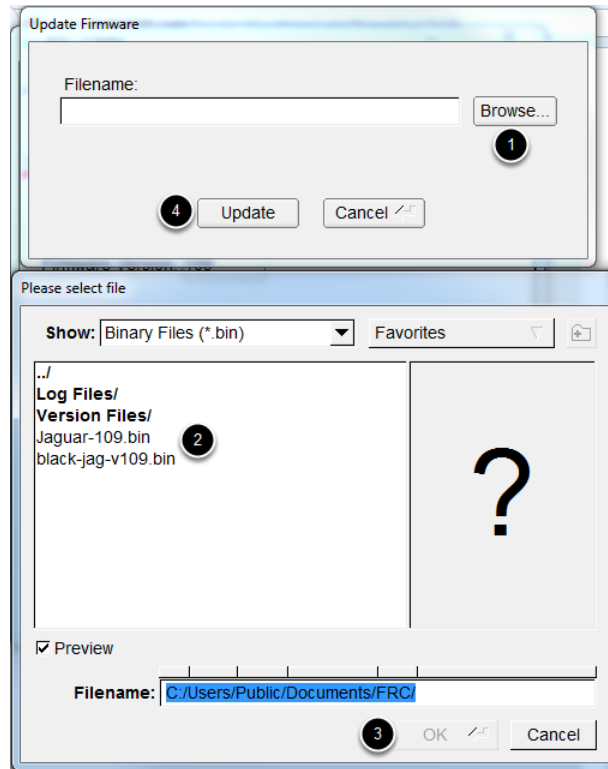 Update Firmware
Filename:
Browse...
1
4
Update
Cancel
Please select file
Show: Binary Files (*.bin)
Favorites
../
Log Files/
Version Files/
Jaguar-109.bin
2
black-jag-v109.bin
?
Preview
Filename: C:/Users/Public/Documents/FRC/
3
OK
Cancel